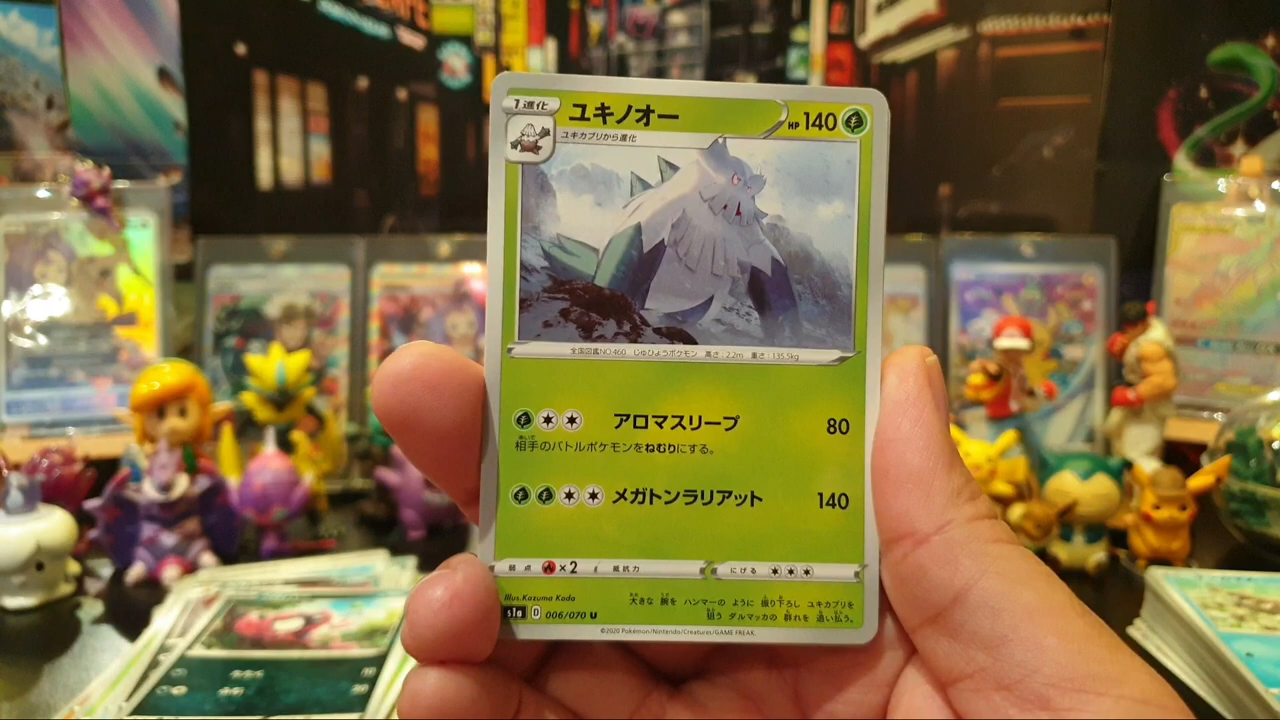 1進化
ユキノオー
HP 140
ユキカブリから進化
全国図鑑NO.460 じゅひょうポケモン 高さ:2.2m 重さ:135.5kg
アロマスリープ 80
相手のバトルポケモンをねむりにする。
メガトンラリアット 140
弱点 ×2 抵抗力 にげる
Illus.Kazuma Koda
大きな 腕を ハンマーの ように 振り下ろし ユキカブリを
狙う ダルマッカの 群れを 追い払う。
s1a D 006/070 U
©2020 Pokémon/Nintendo/Creatures/GAME FREAK.